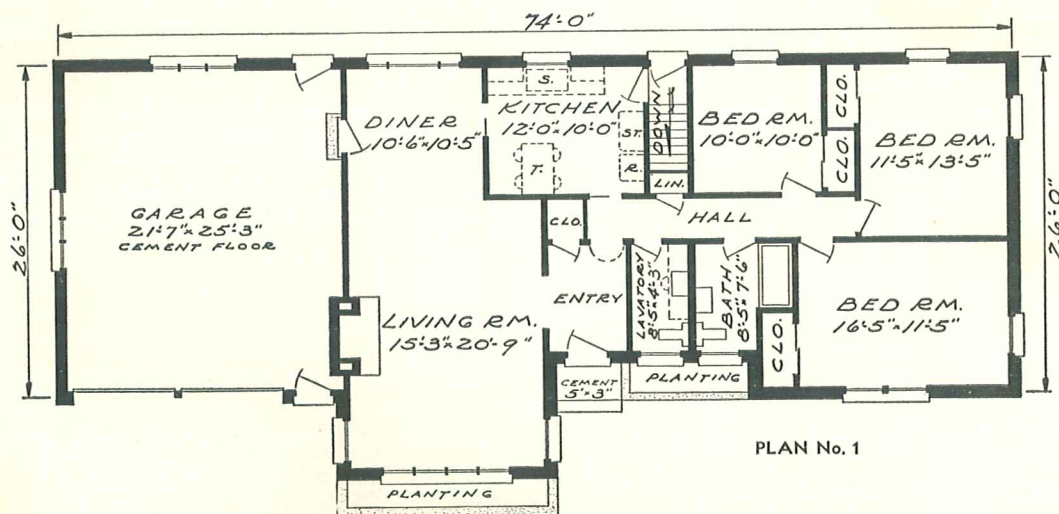 74'-0"
26'-0"
26'-0"
GARAGE
21'-7"x25'-3"
CEMENT FLOOR
DINER
10'-6"x10'-5"
S.
KITCHEN
12'-0"x10'-0"
T.
ST.
R.
DOWN
LIN.
BED RM.
10'-0"x10'-0"
CLO.
CLO.
BED RM.
11'-5"x13'-5"
HALL
CLO.
ENTRY
LIVING RM.
15'-3"x20'-9"
LAVATORY
8'-5"x4'-3"
BATH
8'-5"x7'-6"
BED RM.
16'-5"x11'-5"
CLO.
CEMENT
5'x3'
PLANTING
PLANTING
PLAN No. 1